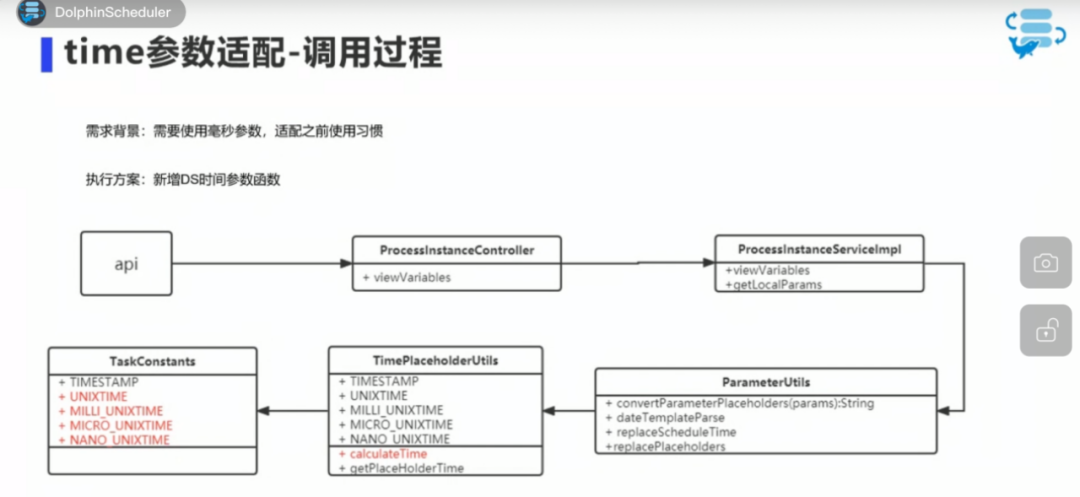 DolphinScheduler
time参数适配-调用过程
需求背景：需要使用毫秒参数，适配之前使用习惯
执行方案：新增DS时间参数函数
api
ProcessInstanceController
+ viewVariables
ProcessInstanceServiceImpl
+viewVariables
+getLocalParams
TaskConstants
+ TIMESTAMP
+ UNIXTIME
+ MILLI_UNIXTIME
+ MICRO_UNIXTIME
+ NANO_UNIXTIME
TimePlaceholderUtils
+ TIMESTAMP
+ UNIXTIME
+ MILLI_UNIXTIME
+ MICRO_UNIXTIME
+ NANO_UNIXTIME
+ calculateTime
+ getPlaceHolderTime
ParameterUtils
+ convertParameterPlaceholders(params):String
+ dateTemplateParse
+ replaceScheduleTime
+replacePlaceholders